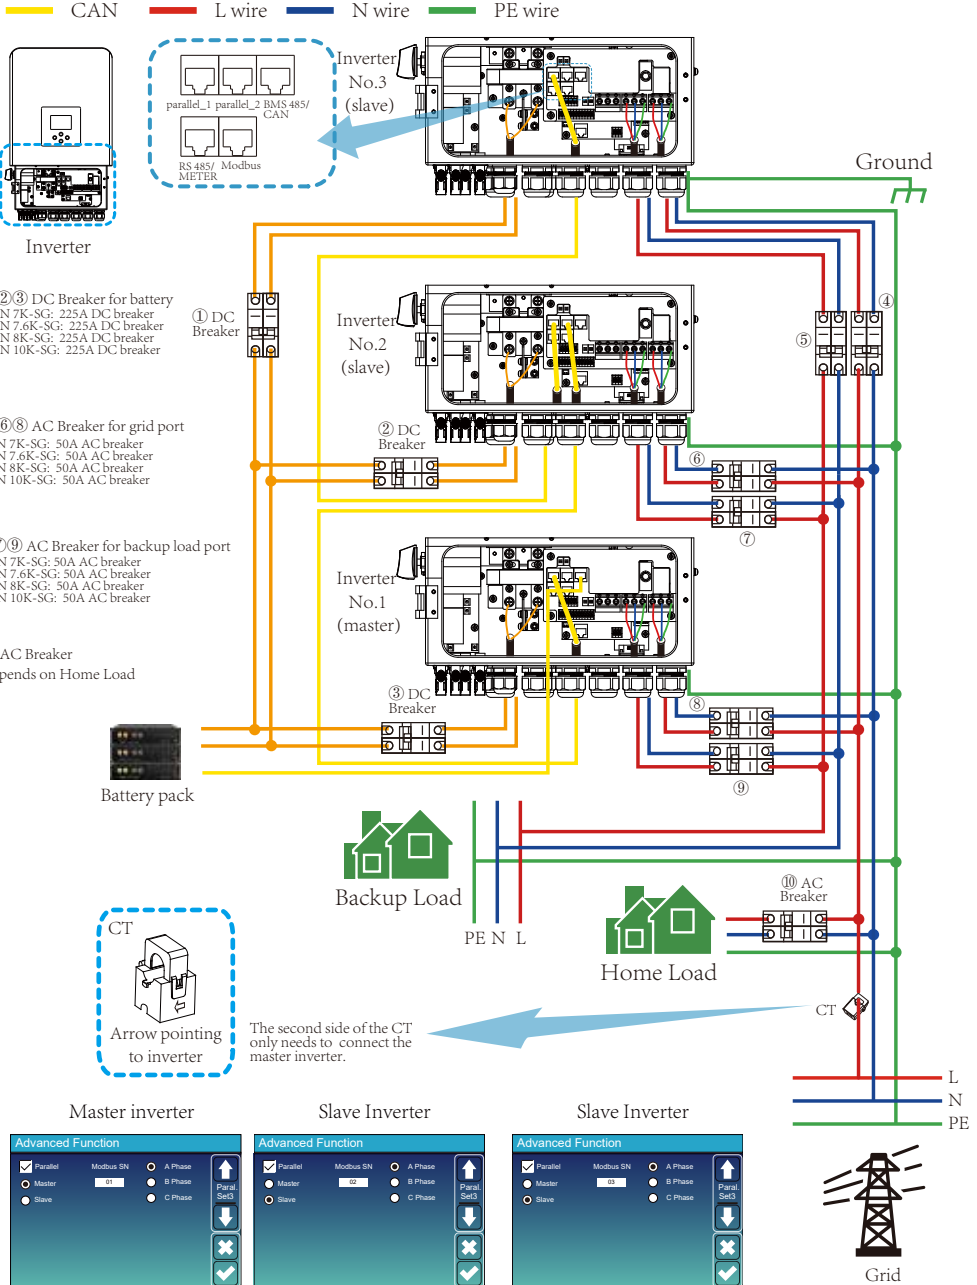 CAN L wire N wire PE wire
Inverter
No.3
(slave)
parallel_1 parallel_2 BMS 485/
CAN
RS 485/ Modbus
METER
Ground
Inverter
②③ DC Breaker for battery
N 7K-SG: 225A DC breaker
N 7.6K-SG: 225A DC breaker
N 8K-SG: 225A DC breaker
N 10K-SG: 225A DC breaker
① DC
Breaker
Inverter
No.2
(slave)
④
⑤
⑥⑧ AC Breaker for grid port
N 7K-SG: 50A AC breaker
N 7.6K-SG: 50A AC breaker
N 8K-SG: 50A AC breaker
N 10K-SG: 50A AC breaker
② DC
Breaker
⑥
⑦
⑦⑨ AC Breaker for backup load port
N 7K-SG: 50A AC breaker
N 7.6K-SG: 50A AC breaker
N 8K-SG: 50A AC breaker
N 10K-SG: 50A AC breaker
Inverter
No.1
(master)
AC Breaker
pends on Home Load
③ DC
Breaker
⑧
⑨
Battery pack
Backup Load
PE N L
⑩ AC
Breaker
Home Load
CT
Arrow pointing
to inverter
The second side of the CT
only needs to connect the
master inverter.
CT
L
N
PE
Master inverter
Advanced Function
Parallel Modbus SN A Phase
Master 01 B Phase
Slave C Phase
Paral.
Set3
Slave Inverter
Advanced Function
Parallel Modbus SN A Phase
Master 02 B Phase
Slave C Phase
Paral.
Set3
Slave Inverter
Advanced Function
Parallel Modbus SN A Phase
Master 03 B Phase
Slave C Phase
Paral.
Set3
Grid